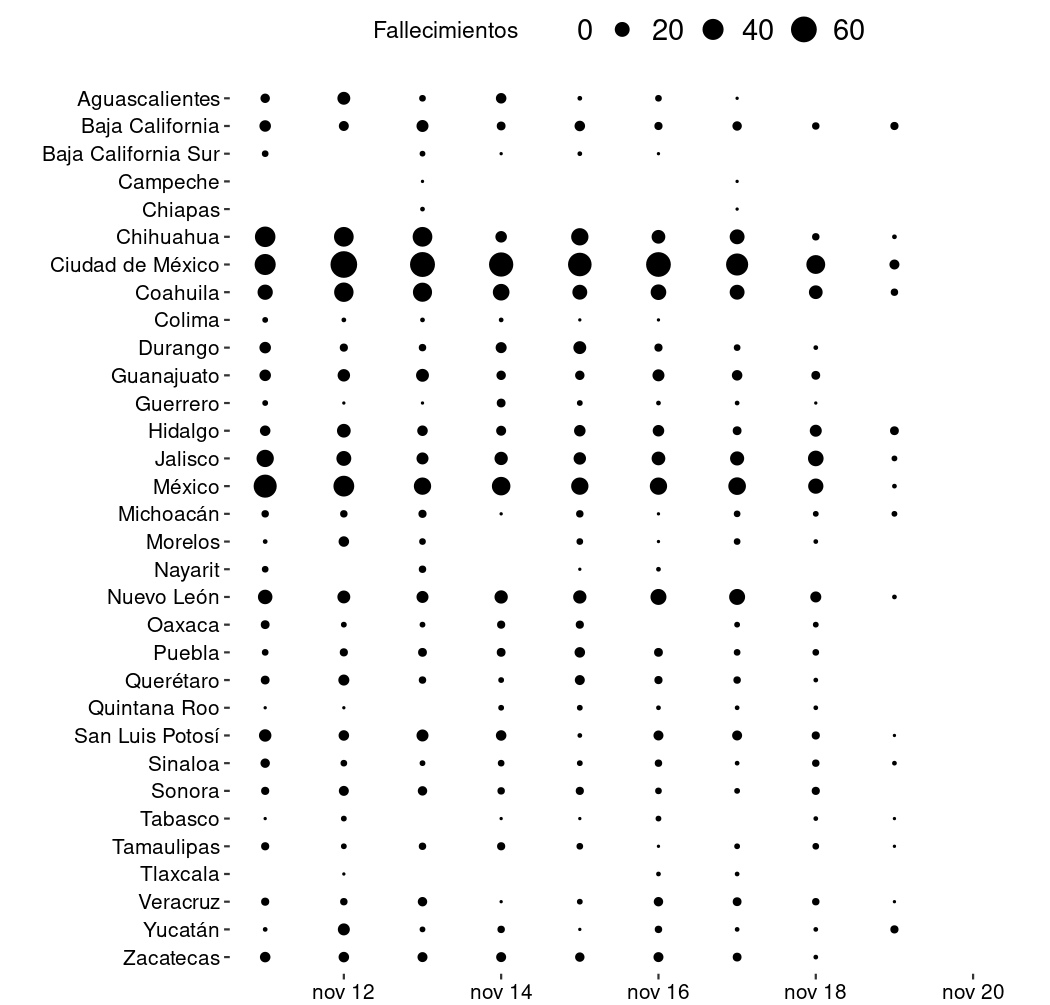 Fallecimientos 0 20 40 60
Aguascalientes
Baja California
Baja California Sur
Campeche
Chiapas
Chihuahua
Ciudad de México
Coahuila
Colima
Durango
Guanajuato
Guerrero
Hidalgo
Jalisco
México
Michoacán
Morelos
Nayarit
Nuevo León
Oaxaca
Puebla
Querétaro
Quintana Roo
San Luis Potosí
Sinaloa
Sonora
Tabasco
Tamaulipas
Tlaxcala
Veracruz
Yucatán
Zacatecas
nov 12 nov 14 nov 16 nov 18 nov 20